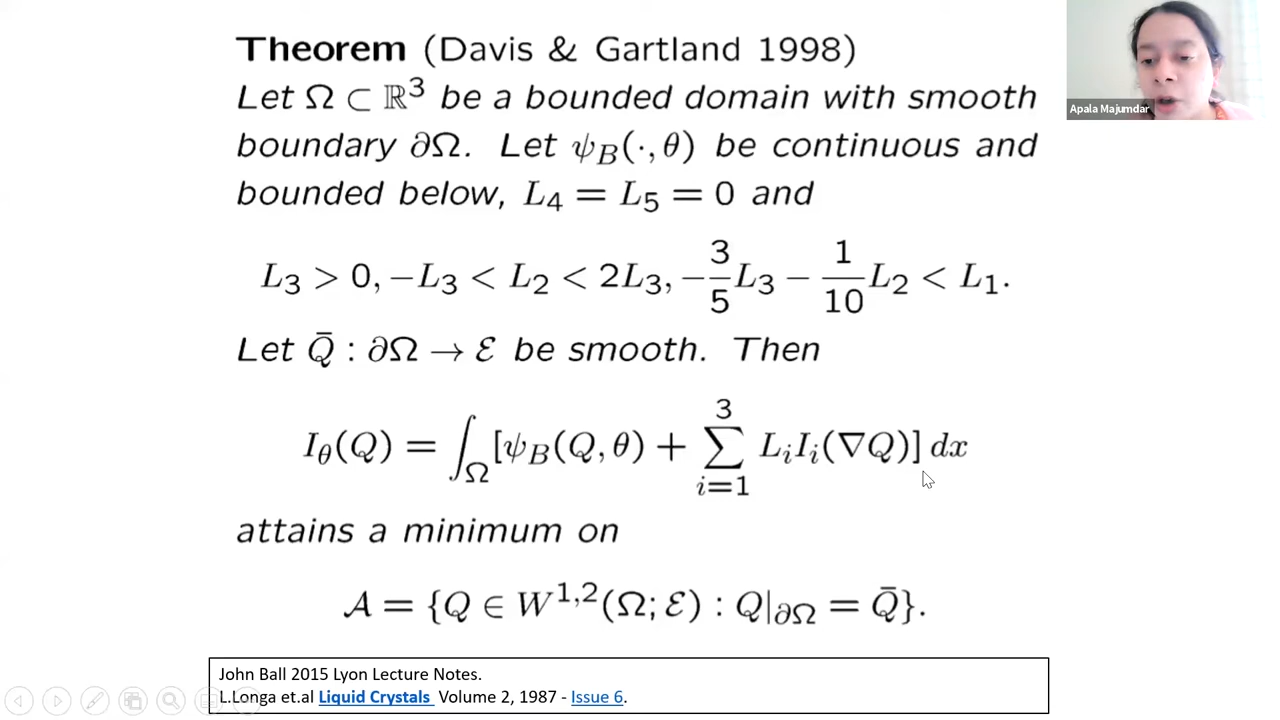 Theorem (Davis & Gartland 1998)
Let Ω ⊂ ℝ³ be a bounded domain with smooth
boundary ∂Ω. Let ψ_B(·, θ) be continuous and
bounded below, L₄ = L₅ = 0 and
L₃ > 0, −L₃ < L₂ < 2L₃, −3/5 L₃ − 1/10 L₂ < L₁.
Let Q̄ : ∂Ω → ℰ be smooth. Then
I_θ(Q) = ∫_Ω [ψ_B(Q, θ) + ∑_{i=1}^{3} L_i I_i(∇Q)] dx
attains a minimum on
𝒜 = {Q ∈ W^{1,2}(Ω; ℰ) : Q|_{∂Ω} = Q̄}.
John Ball 2015 Lyon Lecture Notes.
L.Longa et.al Liquid Crystals Volume 2, 1987 - Issue 6.
Apala Majumdar